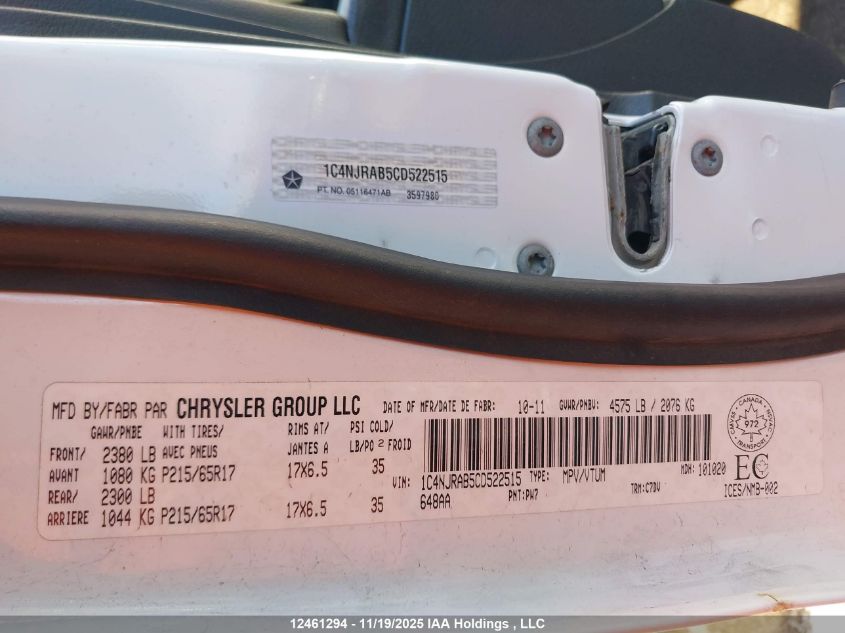 1C4NJRAB5CD522515
PT. NO. 05116471AB 3597980
MFD BY/FABR PAR CHRYSLER GROUP LLC DATE OF MFR/DATE DE FABR: 10-11 GVWR/PNBV: 4575 LB / 2076 KG
GAWR/PNBE WITH TIRES/ RIMS AT/ PSI COLD/
FRONT/ 2380 LB AVEC PNEUS JANTES A LB/PO² FROID
AVANT 1080 KG P215/65R17 17X6.5 35
REAR/ 2300 LB
ARRIERE 1044 KG P215/65R17 17X6.5 35
VIN: 1C4NJRAB5CD522515 TYPE: MPV/VTUM MDH: 101020
648AA PNT: PW7 TRM: C7DV
CANADA
972
TRANSPORT
EC
ICES/NMB-002
12461294 - 11/19/2025 IAA Holdings , LLC